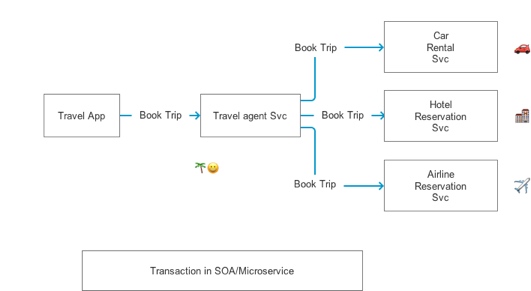 Book Trip
Car
Rental
Svc
Travel App
Book Trip
Travel agent Svc
Book Trip
Hotel
Reservation
Svc
Book Trip
Airline
Reservation
Svc
Transaction in SOA/Microservice